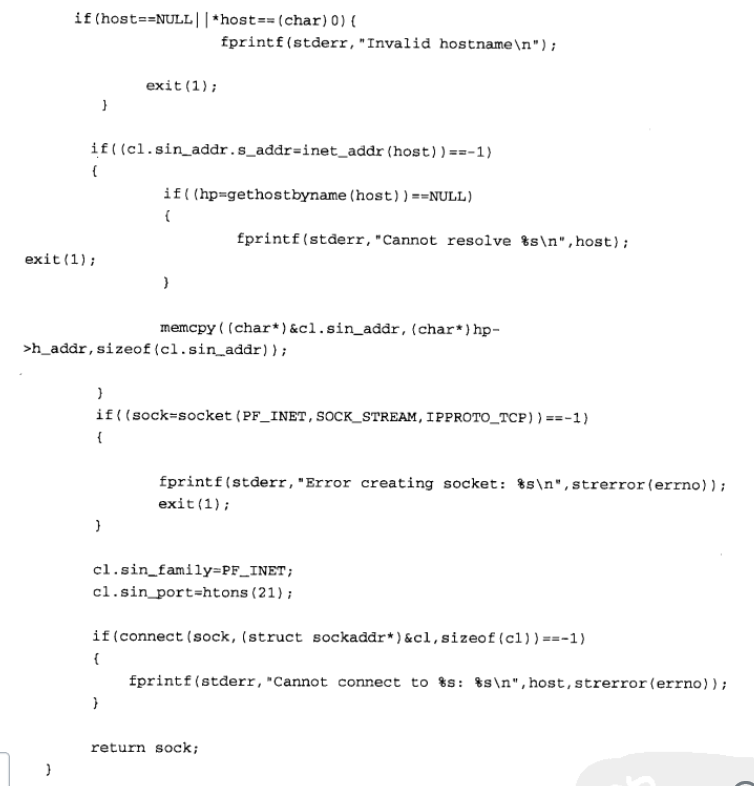 if(host==NULL||*host==(char)0){
fprintf(stderr,"Invalid hostname\n");
exit(1);
}
if((cl.sin_addr.s_addr=inet_addr(host))==-1)
{
if((hp=gethostbyname(host))==NULL)
{
fprintf(stderr,"Cannot resolve %s\n",host);
exit(1);
}
memcpy((char*)&cl.sin_addr,(char*)hp-
>h_addr,sizeof(cl.sin_addr));
}
if((sock=socket(PF_INET,SOCK_STREAM,IPPROTO_TCP))==-1)
{
fprintf(stderr,"Error creating socket: %s\n",strerror(errno));
exit(1);
}
cl.sin_family=PF_INET;
cl.sin_port=htons(21);
if(connect(sock,(struct sockaddr*)&cl,sizeof(cl))==-1)
{
fprintf(stderr,"Cannot connect to %s: %s\n",host,strerror(errno));
}
return sock;
}